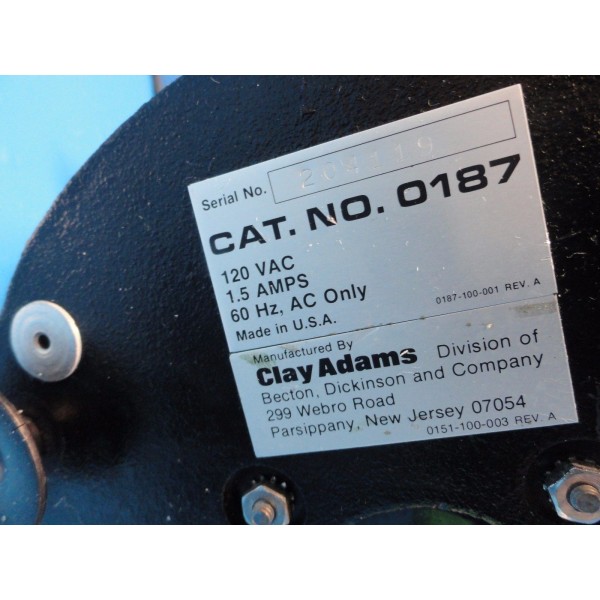 Serial No.
CAT. NO. 0187
120 VAC
1.5 AMPS
60 Hz, AC Only
Made in U.S.A.
0187-100-001 REV. A
Manufactured By
Clay Adams Division of
Becton, Dickinson and Company
299 Webro Road
Parsippany, New Jersey 07054
0151-100-003 REV. A